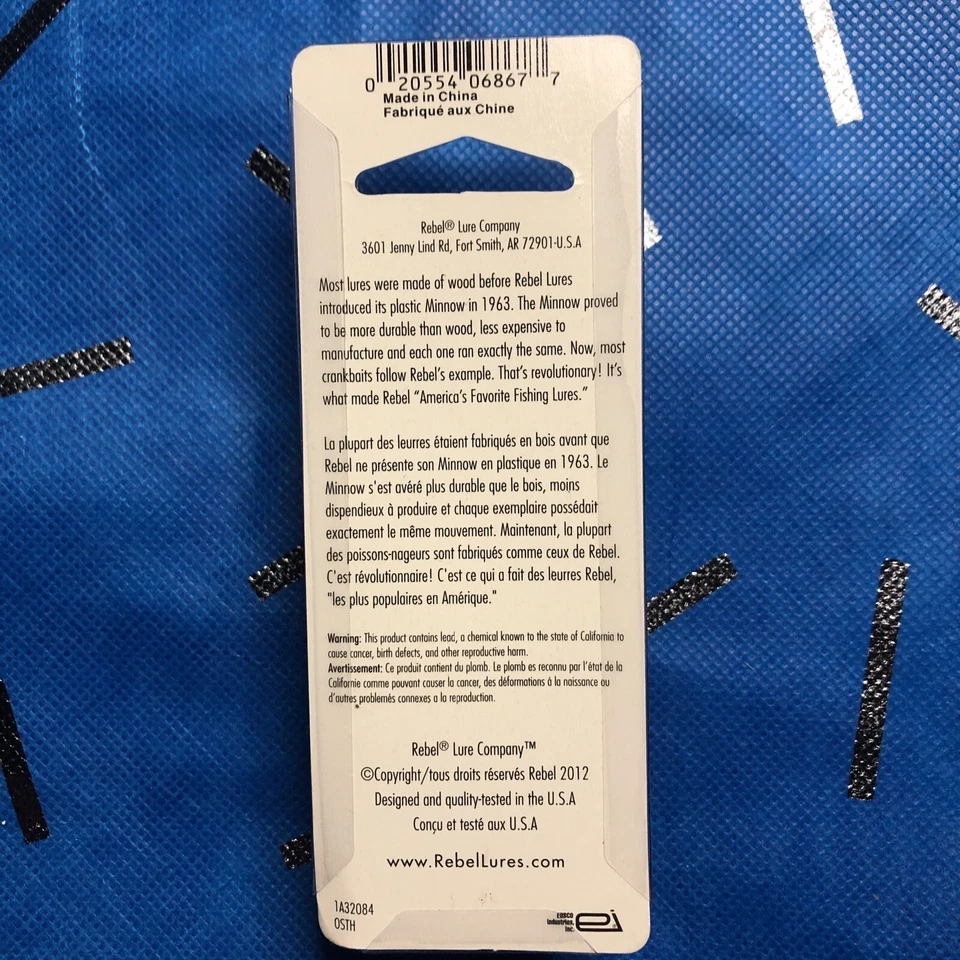 0 20554 06867 7
Made in China
Fabriqué aux Chine
Rebel® Lure Company
3601 Jenny Lind Rd, Fort Smith, AR 72901-U.S.A
Most lures were made of wood before Rebel Lures
introduced its plastic Minnow in 1963. The Minnow proved
to be more durable than wood, less expensive to
manufacture and each one ran exactly the same. Now, most
crankbaits follow Rebel's example. That's revolutionary! It's
what made Rebel “America's Favorite Fishing Lures.”
La plupart des leurres étaient fabriqués en bois avant que
Rebel ne présente son Minnow en plastique en 1963. Le
Minnow s'est avéré plus durable que le bois, moins
dispendieux à produire et chaque exemplaire possédait
exactement le même mouvement. Maintenant, la plupart
des poissons-nageurs sont fabriqués comme ceux de Rebel.
C'est révolutionnaire! C'est ce qui a fait des leurres Rebel,
"les plus populaires en Amérique."
Warning: This product contains lead, a chemical known to the state of California to
cause cancer, birth defects, and other reproductive harm.
Avertissement: Ce produit contient du plomb. Le plomb es reconnu par l'état de la
Californie comme pouvant causer la cancer, des déformations à la naissance ou
d'autres problemés connexes a la reproduction.
Rebel® Lure Company™
©Copyright/tous droits réservés Rebel 2012
Designed and quality-tested in the U.S.A
Conçu et testé aux U.S.A
www.RebelLures.com
1A32084
OSTH
EBSCO
Industries,
Inc.
ei